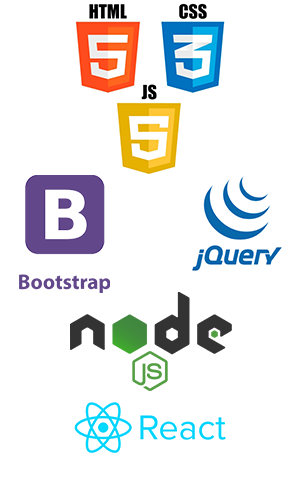 HTML CSS
5 3
JS
5
B
jQuery
Bootstrap
node
JS
React